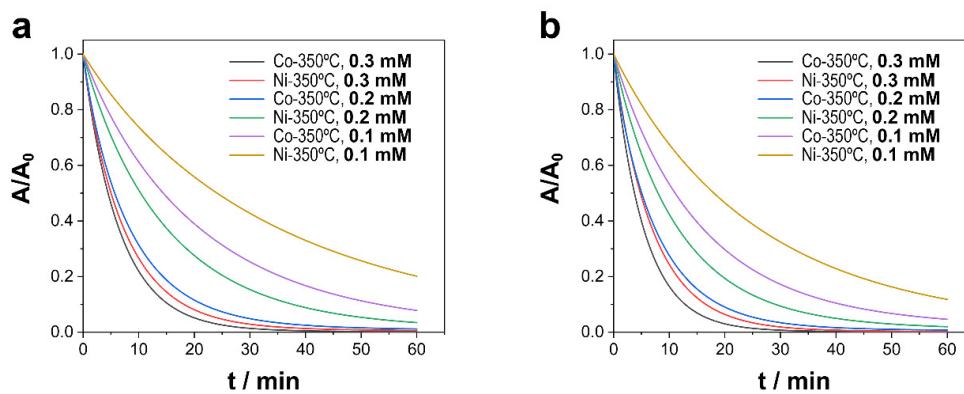 a
Co-350ºC, 0.3 mM
Ni-350ºC, 0.3 mM
Co-350ºC, 0.2 mM
Ni-350ºC, 0.2 mM
Co-350ºC, 0.1 mM
Ni-350ºC, 0.1 mM
A/A0
1.0
0.8
0.6
0.4
0.2
0.0
0 10 20 30 40 50 60
t / min
b
Co-350ºC, 0.3 mM
Ni-350ºC, 0.3 mM
Co-350ºC, 0.2 mM
Ni-350ºC, 0.2 mM
Co-350ºC, 0.1 mM
Ni-350ºC, 0.1 mM
A/A0
1.0
0.8
0.6
0.4
0.2
0.0
0 10 20 30 40 50 60
t / min